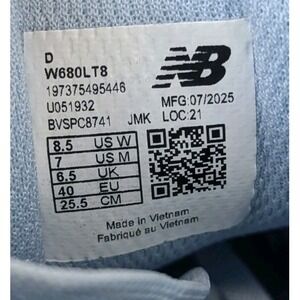 D
W680LT8
197375495446
U051932
BVSPC8741 JMK
NB
MFG:07/2025
LOC:21
8.5 US W
7 US M
6.5 UK
40 EU
25.5 CM
Made in Vietnam
Fabriqué au Vietnam